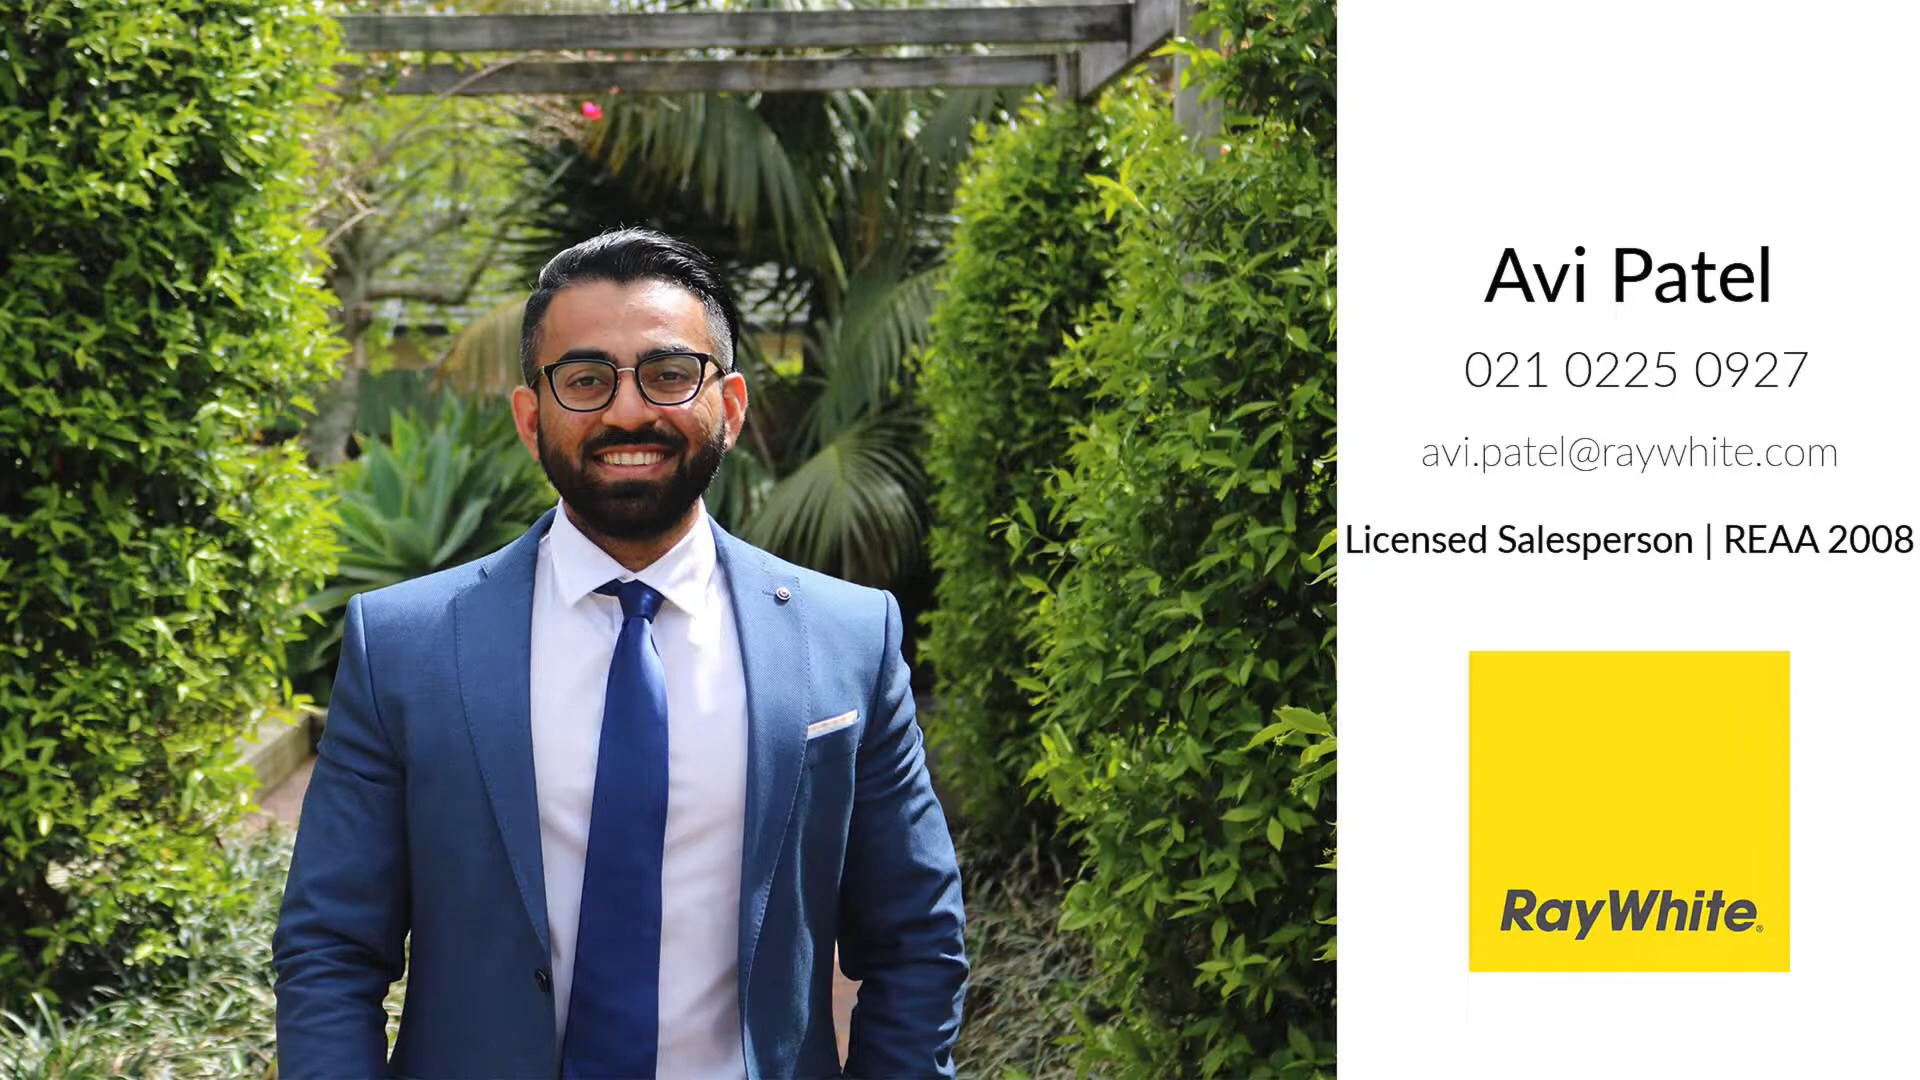 Avi Patel
021 0225 0927
avi.patel@raywhite.com
Licensed Salesperson | REAA 2008
RayWhite®